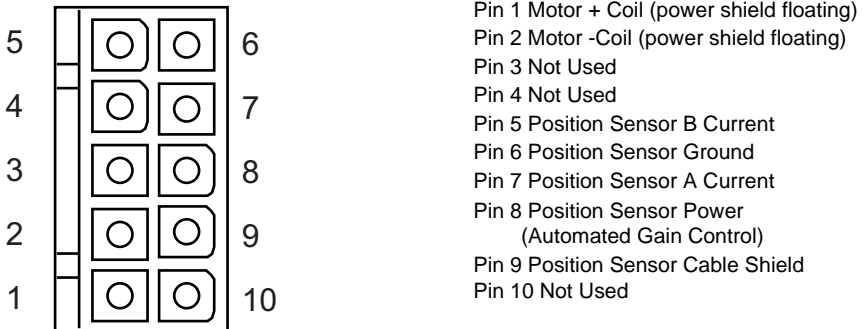 Pin 1 Motor + Coil (power shield floating)
Pin 2 Motor -Coil (power shield floating)
Pin 3 Not Used
Pin 4 Not Used
Pin 5 Position Sensor B Current
Pin 6 Position Sensor Ground
Pin 7 Position Sensor A Current
Pin 8 Position Sensor Power
(Automated Gain Control)
Pin 9 Position Sensor Cable Shield
Pin 10 Not Used
5 6
4 7
3 8
2 9
1 10